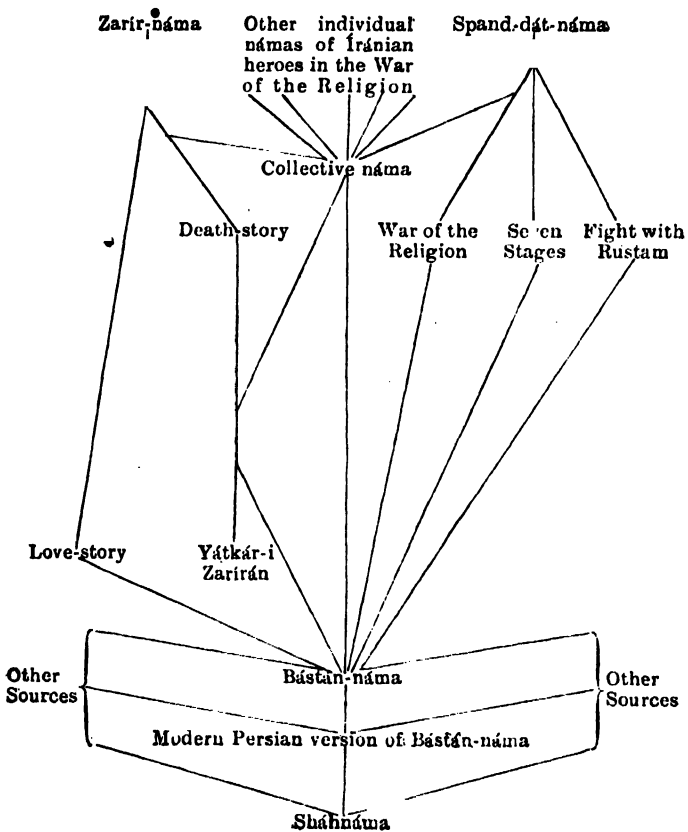 Zarír-náma
Other individual
námas of Íránian
heroes in the War
of the Religion
Spand-dát-náma
Collective náma
Death-story
War of the
Religion
Seven
Stages
Fight with
Rustam
Love-story
Yátkár-i
Zarírán
Other
Sources
Bástán-náma
Other
Sources
Modern Persian version of Bástán-náma
Sháhnáma